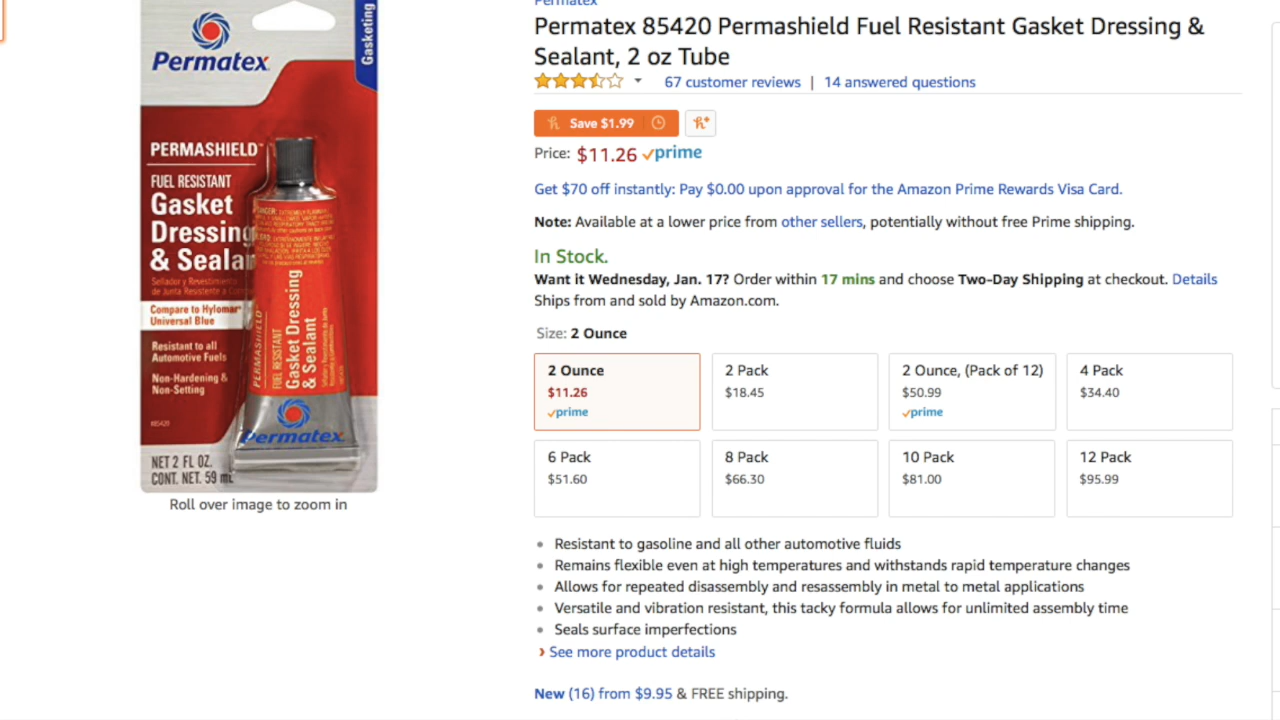 Permatex
Permatex 85420 Permashield Fuel Resistant Gasket Dressing &
Sealant, 2 oz Tube
67 customer reviews | 14 answered questions
Save $1.99
Price: $11.26 prime
Get $70 off instantly: Pay $0.00 upon approval for the Amazon Prime Rewards Visa Card.
Note: Available at a lower price from other sellers, potentially without free Prime shipping.
In Stock.
Want it Wednesday, Jan. 17? Order within 17 mins and choose Two-Day Shipping at checkout. Details
Ships from and sold by Amazon.com.
Size: 2 Ounce
2 Ounce
$11.26
prime
2 Pack
$18.45
2 Ounce, (Pack of 12)
$50.99
prime
4 Pack
$34.40
6 Pack
$51.60
8 Pack
$66.30
10 Pack
$81.00
12 Pack
$95.99
• Resistant to gasoline and all other automotive fluids
• Remains flexible even at high temperatures and withstands rapid temperature changes
• Allows for repeated disassembly and resassembly in metal to metal applications
• Versatile and vibration resistant, this tacky formula allows for unlimited assembly time
• Seals surface imperfections
› See more product details
New (16) from $9.95 & FREE shipping.
Gasketing
Permatex
PERMASHIELD™
FUEL RESISTANT
Gasket
Dressing
& Sealan
Sellador y Revestimiento
de Junta Resistente a
Compare to Hylomar
Universal Blue
Resistant to all
Automotive Fuels
Non-Hardening &
Non-Setting
NET 2 FL OZ.
CONT. NET. 59 mL
PERMASHIELD
FUEL RESISTANT
Gasket Dressing
& Sealant
Permatex
Roll over image to zoom in